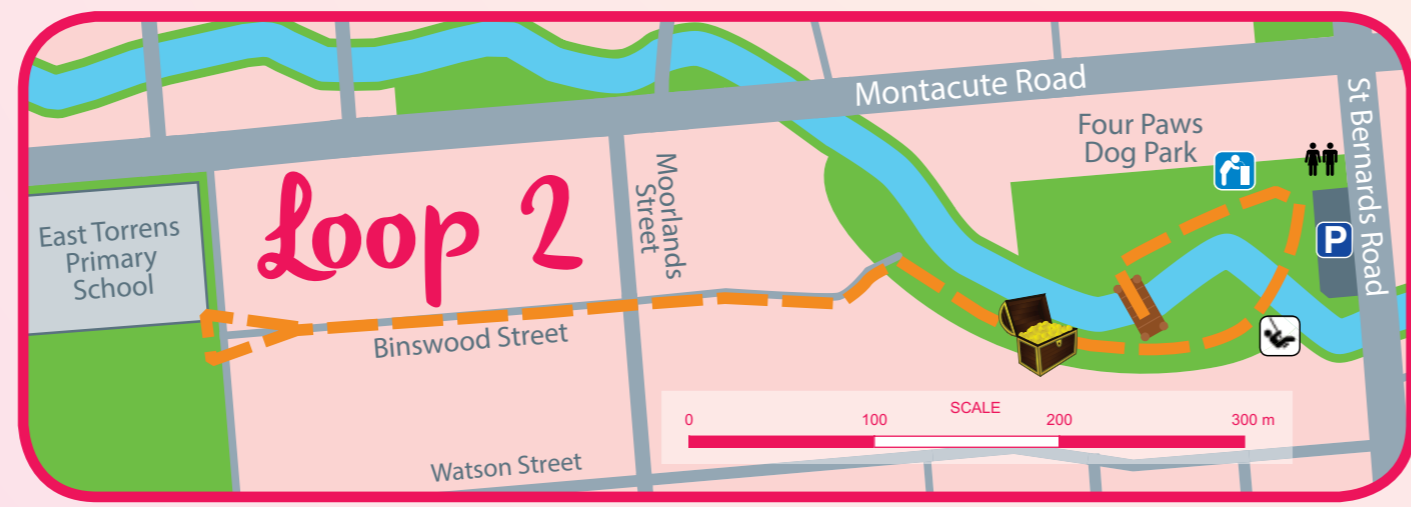 Montacute Road
St Bernards Road
Four Paws
Dog Park
P
East Torrens
Primary
School
Loop 2
Moorlands
Street
Binswood Street
SCALE
0 100 200 300 m
Watson Street